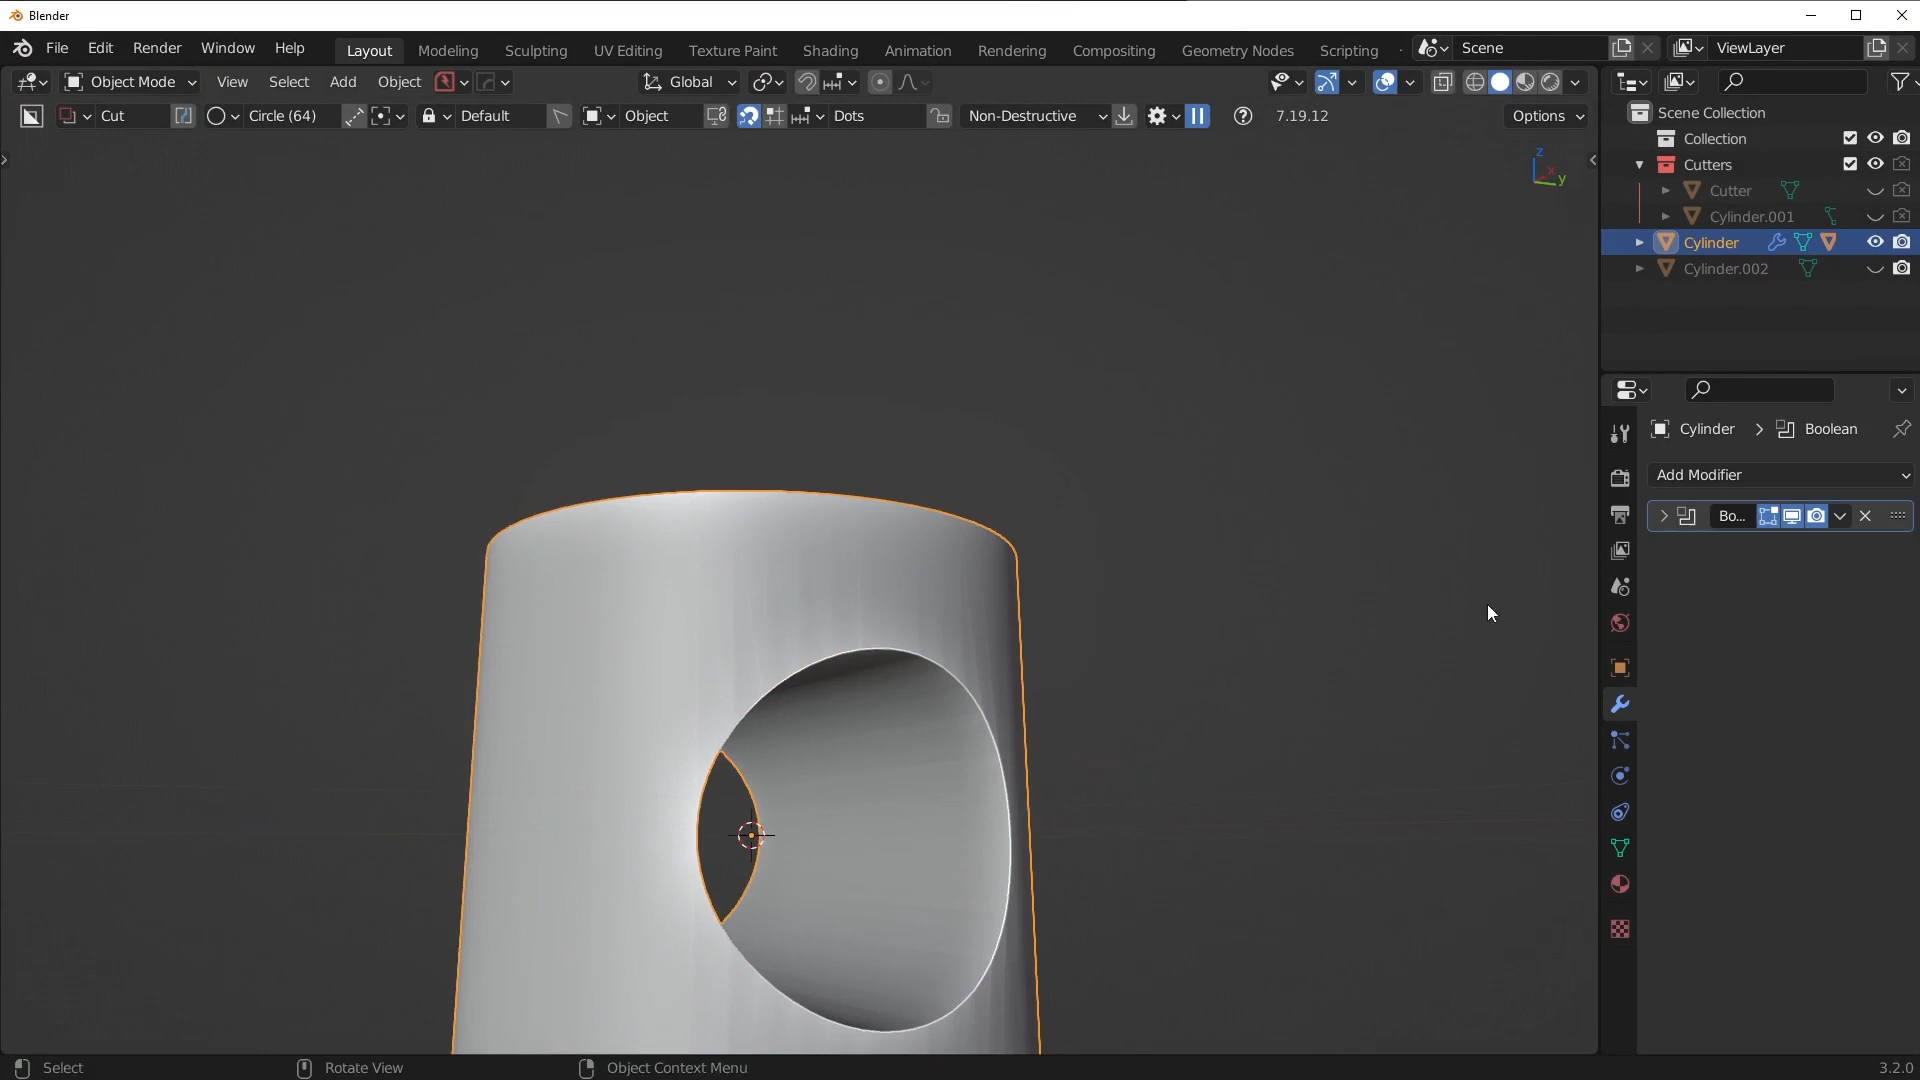 Blender
File Edit Render Window Help Layout Modeling Sculpting UV Editing Texture Paint Shading Animation Rendering Compositing Geometry Nodes Scripting Scene ViewLayer
Object Mode View Select Add Object Global
Cut Circle (64) Default Object Dots Non-Destructive 7.19.12 Options
z
x
y
Scene Collection
Collection
Cutters
Cutter
Cylinder.001
Cylinder
Cylinder.002
Cylinder > Boolean
Add Modifier
Bo...
Select Rotate View Object Context Menu 3.2.0